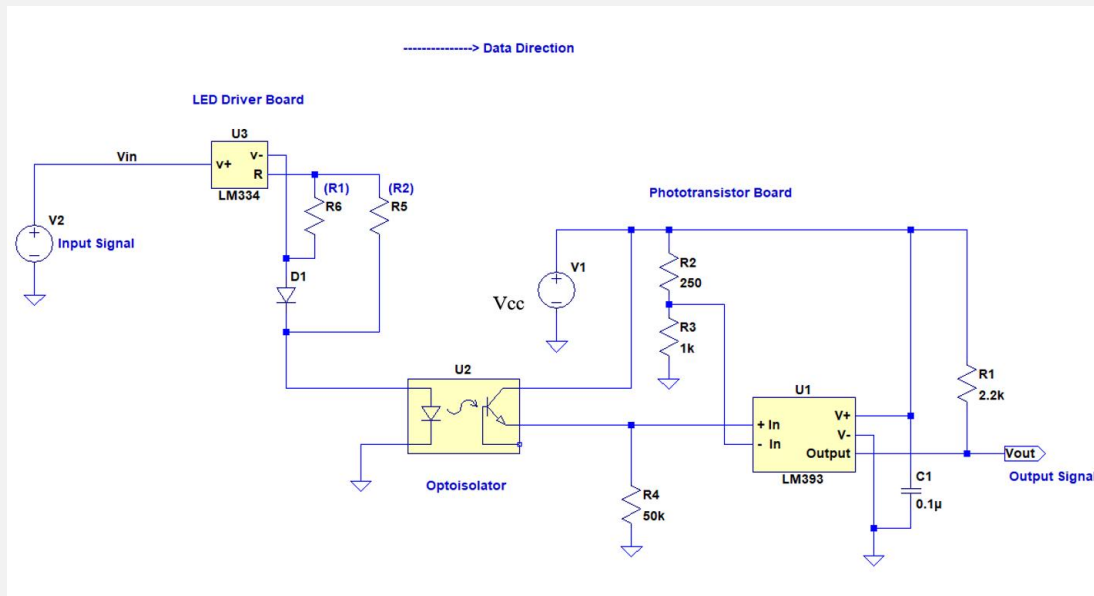 ---------------> Data Direction
LED Driver Board
U3
Vin
v+
v-
R
LM334
(R1)
R6
(R2)
R5
V2
Input Signal
D1
Phototransistor Board
V1
Vcc
R2
250
R3
1k
U2
Optoisolator
R4
50k
U1
+ In
- In
V+
V-
Output
LM393
R1
2.2k
Vout
Output Signal
C1
0.1µ